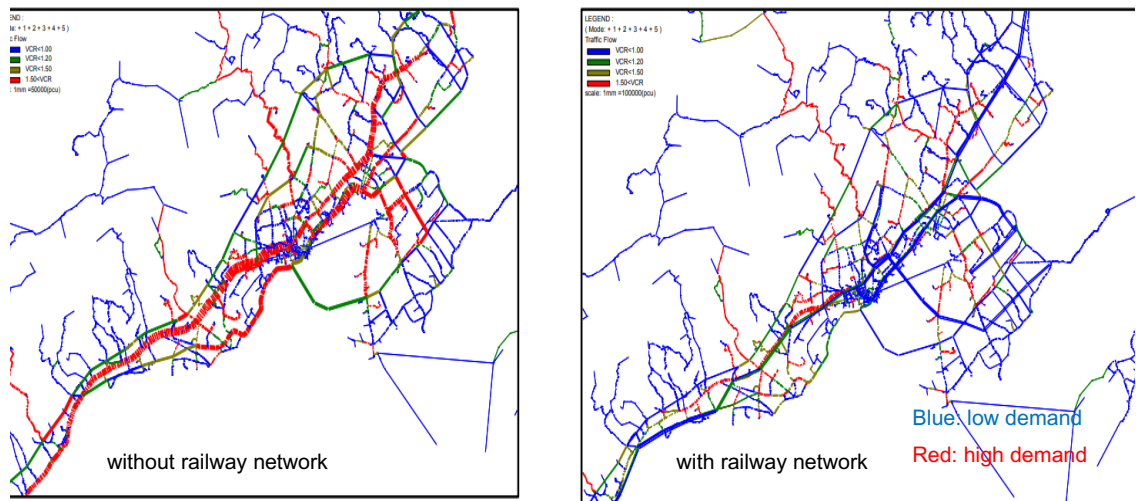 LEGEND :
de: + 1 + 2 + 3 + 4 + 5 )
c Flow
VCR<1.00
VCR<1.20
VCR<1.50
1.50<VCR
: 1mm =50000(pcu)
without railway network
LEGEND :
( Mode: + 1 + 2 + 3 + 4 + 5 )
Traffic Flow
VCR<1.00
VCR<1.20
VCR<1.50
1.50<VCR
scale: 1mm =100000(pcu)
with railway network
Blue: low demand
Red: high demand